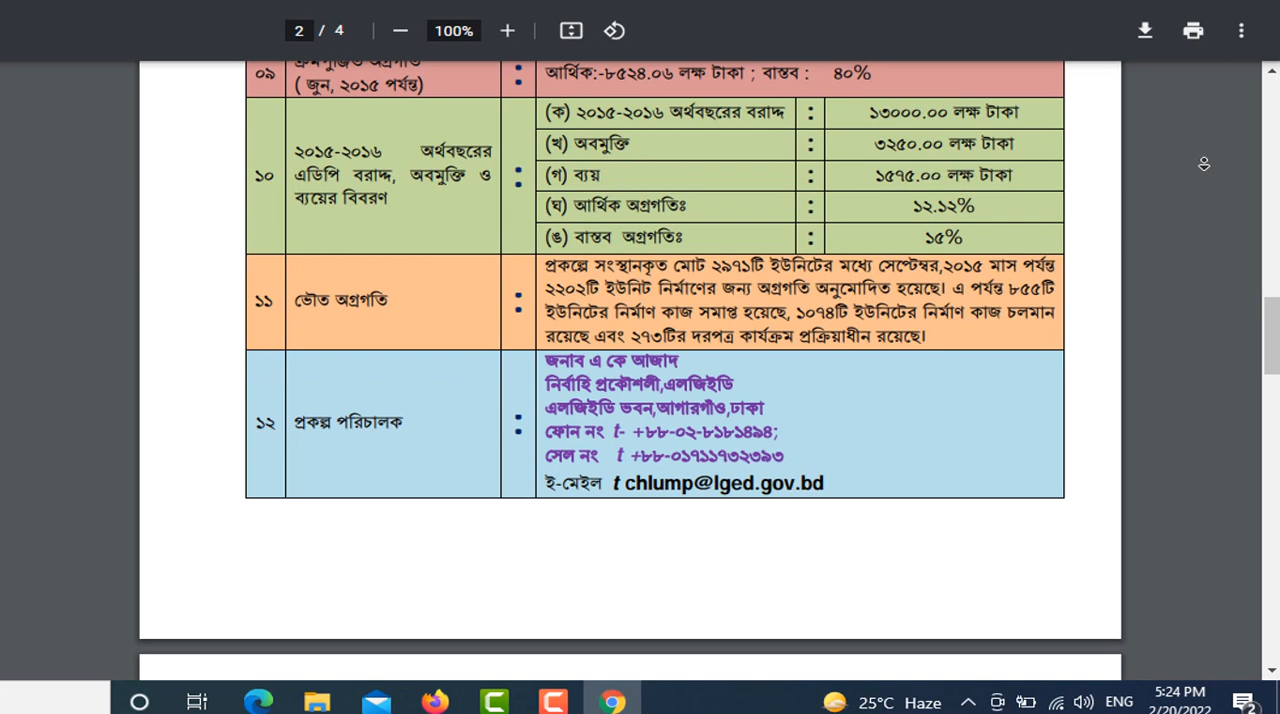 2 / 4 100%
০৯ ক্রমপুঞ্জিত অগ্রগতি : আর্থিক:-৮৫২৪.০৬ লক্ষ টাকা ; বাস্তব : ৪০%
( জুন, ২০১৫ পর্যন্ত)
১০ ২০১৫-২০১৬ অর্থবছরের এডিপি বরাদ্দ, অবমুক্তি ও ব্যয়ের বিবরণ :
(ক) ২০১৫-২০১৬ অর্থবছরের বরাদ্দ : ১৩০০০.০০ লক্ষ টাকা
(খ) অবমুক্তি : ৩২৫০.০০ লক্ষ টাকা
(গ) ব্যয় : ১৫৭৫.০০ লক্ষ টাকা
(ঘ) আর্থিক অগ্রগতিঃ : ১২.১২%
(ঙ) বাস্তব অগ্রগতিঃ : ১৫%
১১ ভৌত অগ্রগতি :
প্রকল্পে সংস্থানকৃত মোট ২৯৭১টি ইউনিটের মধ্যে সেপ্টেম্বর,২০১৫ মাস পর্যন্ত
২২০২টি ইউনিট নির্মাণের জন্য অগ্রগতি অনুমোদিত হয়েছে। এ পর্যন্ত ৮৫৫টি
ইউনিটের নির্মাণ কাজ সমাপ্ত হয়েছে, ১০৭৪টি ইউনিটের নির্মাণ কাজ চলমান
রয়েছে এবং ২৭৩টির দরপত্র কার্যক্রম প্রক্রিয়াধীন রয়েছে।
১২ প্রকল্প পরিচালক :
জনাব এ কে আজাদ
নির্বাহি প্রকৌশলী,এলজিইডি
এলজিইডি ভবন,আগারগাঁও,ঢাকা
ফোন নং t- +৮৮-০২-৮১৮১৪৯৪;
সেল নং t +৮৮-০১৭১১৭৩২৩৯৩
ই-মেইল t chlump@lged.gov.bd
25°C Haze ENG 5:24 PM
2/20/2022 2